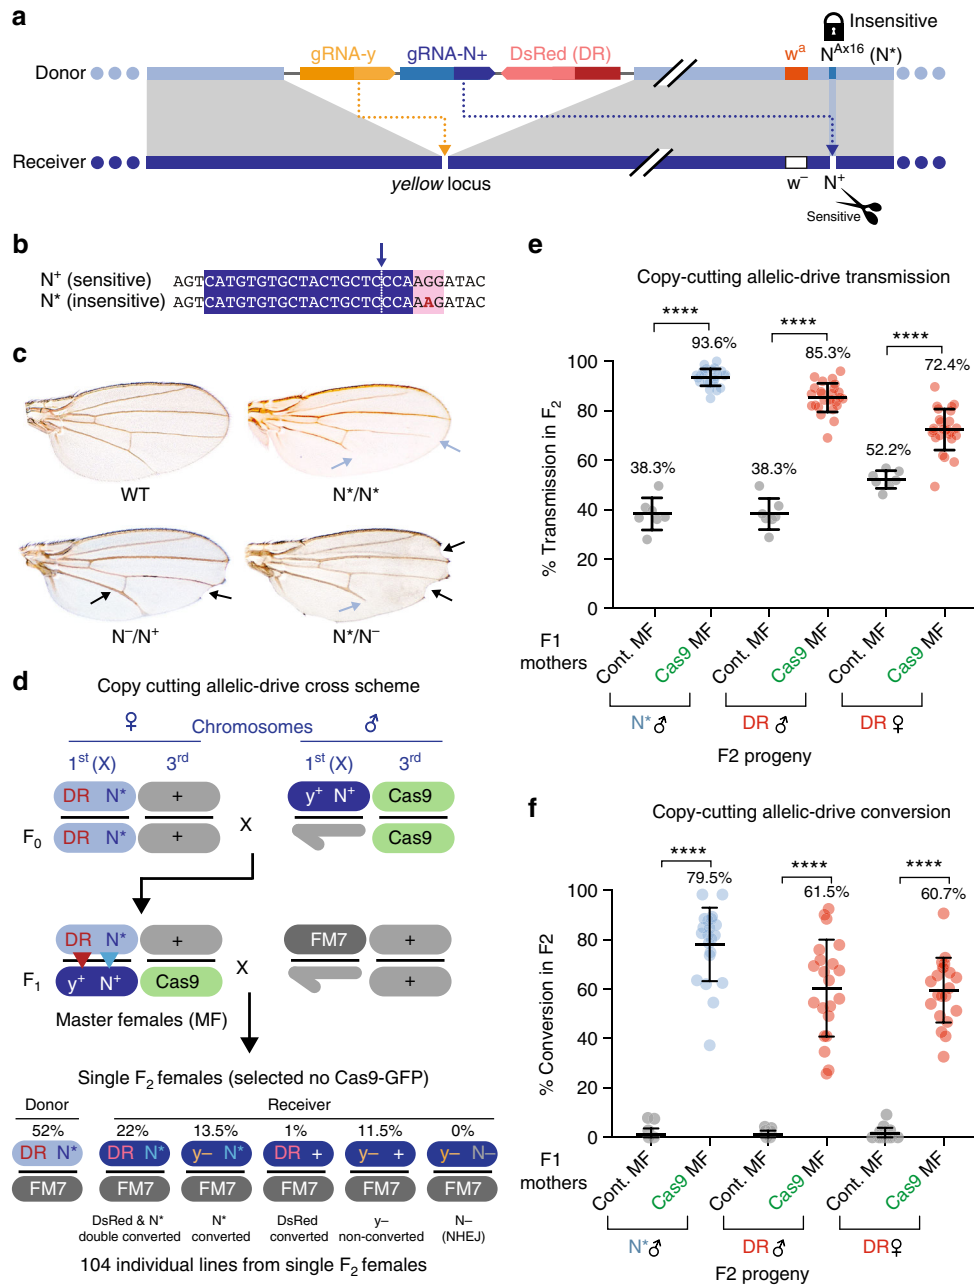 a
Insensitive
gRNA-y gRNA-N+ DsRed (DR) wᵃ Nᴬˣ¹⁶ (N*)
Donor
Receiver
yellow locus
w⁻ N⁺
Sensitive
b
N⁺ (sensitive) AGTCATGTGTGCTACTGCTCCCAAGGATAC
N* (insensitive) AGTCATGTGTGCTACTGCTCCCAAAGATAC
c
WT
N*/N*
N⁻/N⁺
N*/N⁻
d
Copy cutting allelic-drive cross scheme
♀ Chromosomes ♂
1ˢᵗ (X) 3ʳᵈ 1ˢᵗ (X) 3ʳᵈ
DR N* + y⁺ N⁺ Cas9
F₀ X
DR N* + Cas9
DR N* + FM7 +
F₁ X
y⁺ N⁺ Cas9 +
Master females (MF)
Single F₂ females (selected no Cas9-GFP)
Donor Receiver
52% 22% 13.5% 1% 11.5% 0%
DR N* DR N* y– N* DR + y– + y– N–
FM7 FM7 FM7 FM7 FM7 FM7
DsRed & N* double converted
N* converted
DsRed converted
y– non-converted
N– (NHEJ)
104 individual lines from single F₂ females
e
Copy-cutting allelic-drive transmission
**** **** ****
93.6% 85.3% 72.4%
38.3% 38.3% 52.2%
% Transmission in F₂
100
80
60
40
20
0
F1 mothers
Cont. MF Cas9 MF Cont. MF Cas9 MF Cont. MF Cas9 MF
N*♂ DR♂ DR♀
F2 progeny
f
Copy-cutting allelic-drive conversion
**** **** ****
79.5% 61.5% 60.7%
% Conversion in F2
100
80
60
40
20
0
F1 mothers
Cont. MF Cas9 MF Cont. MF Cas9 MF Cont. MF Cas9 MF
N*♂ DR♂ DR♀
F2 progeny